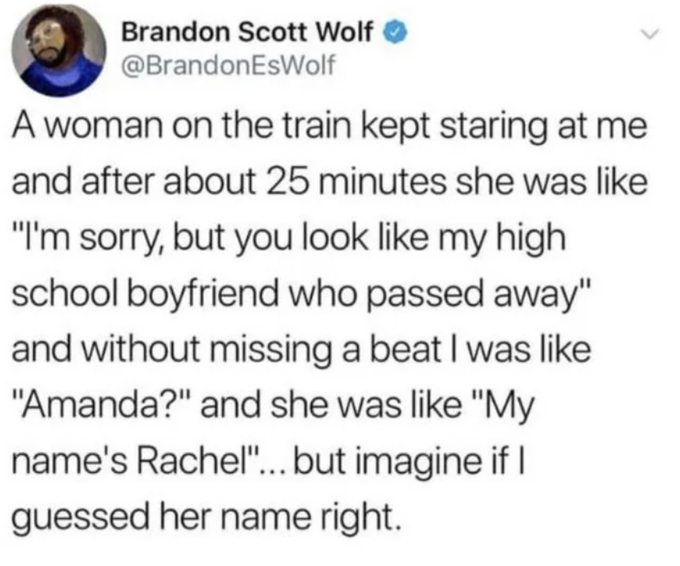 Brandon Scott Wolf
@BrandonEsWolf
A woman on the train kept staring at me
and after about 25 minutes she was like
"I'm sorry, but you look like my high
school boyfriend who passed away"
and without missing a beat I was like
"Amanda?" and she was like "My
name's Rachel"... but imagine if I
guessed her name right.